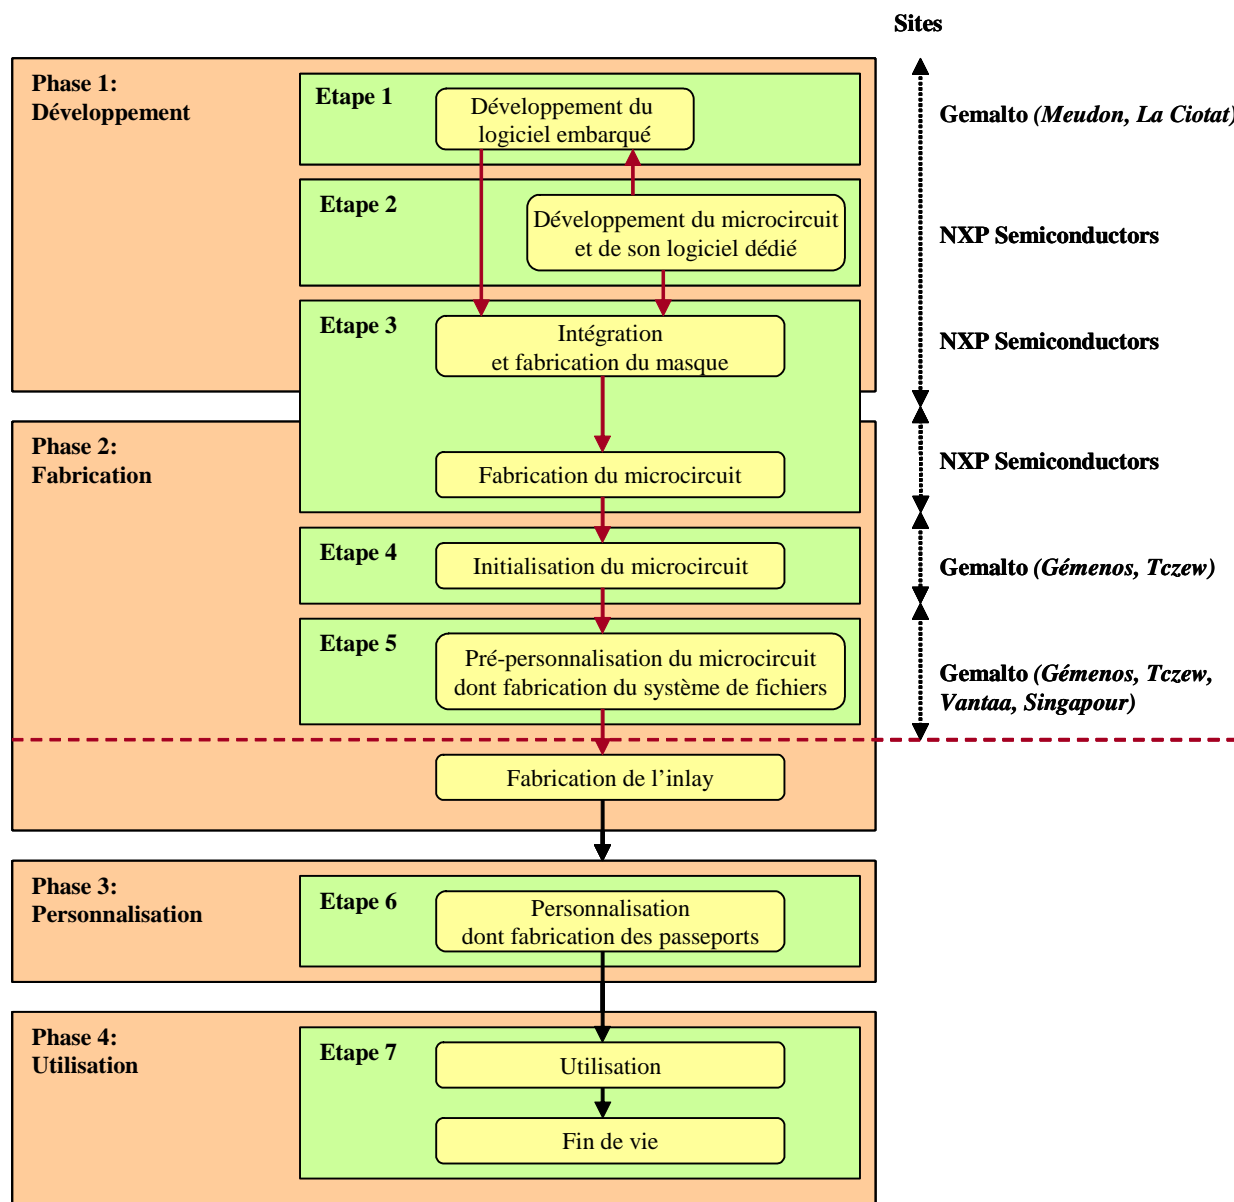 Sites
Phase 1:
Développement
Etape 1
Développement du
logiciel embarqué
Gemalto (Meudon, La Ciotat)
Etape 2
Développement du microcircuit
et de son logiciel dédié
NXP Semiconductors
Etape 3
Intégration
et fabrication du masque
NXP Semiconductors
Phase 2:
Fabrication
Fabrication du microcircuit
NXP Semiconductors
Etape 4
Initialisation du microcircuit
Gemalto (Gémenos, Tczew)
Etape 5
Pré-personnalisation du microcircuit
dont fabrication du système de fichiers
Gemalto (Gémenos, Tczew,
Vantaa, Singapour)
Fabrication de l’inlay
Phase 3:
Personnalisation
Etape 6
Personnalisation
dont fabrication des passeports
Phase 4:
Utilisation
Etape 7
Utilisation
Fin de vie